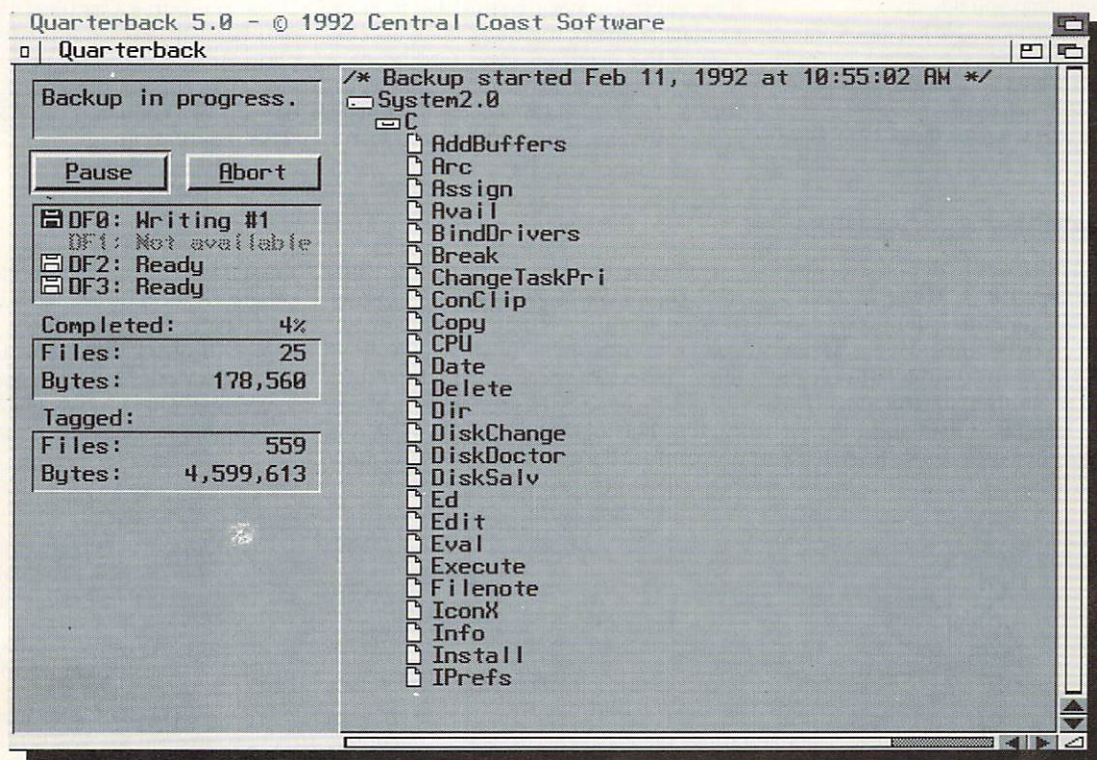 Quarterback 5.0 - © 1992 Central Coast Software
Quarterback
Backup in progress.
Pause
Abort
DF0: Writing #1
DF1: Not available
DF2: Ready
DF3: Ready
Completed: 4%
Files: 25
Bytes: 178,560
Tagged:
Files: 559
Bytes: 4,599,613
/* Backup started Feb 11, 1992 at 10:55:02 AM */
System2.0
C
AddBuffers
Arc
Assign
Avail
BindDrivers
Break
ChangeTaskPri
ConClip
Copy
CPU
Date
Delete
Dir
DiskChange
DiskDoctor
DiskSalv
Ed
Edit
Eval
Execute
Filenote
IconX
Info
Install
IPrefs